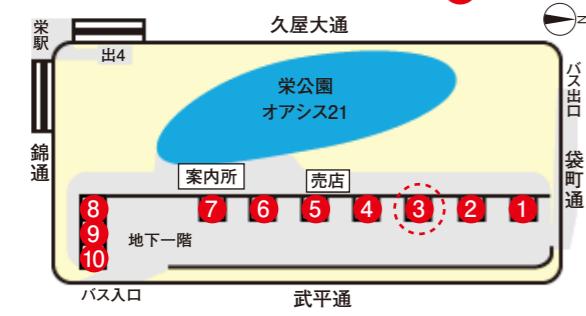 久屋大通
N
栄駅
出4
バス出口
栄公園
オアシス21
錦通
袋町通
案内所
売店
8
7
6
5
4
3
2
1
9
地下一階
10
バス入口
武平通